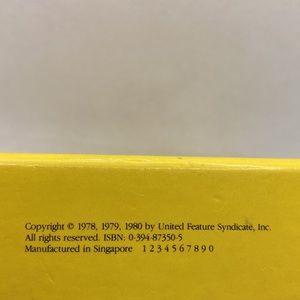 Copyright © 1978, 1979, 1980 by United Feature Syndicate, Inc.
All rights reserved. ISBN: 0-394-87350-5
Manufactured in Singapore 1 2 3 4 5 6 7 8 9 0